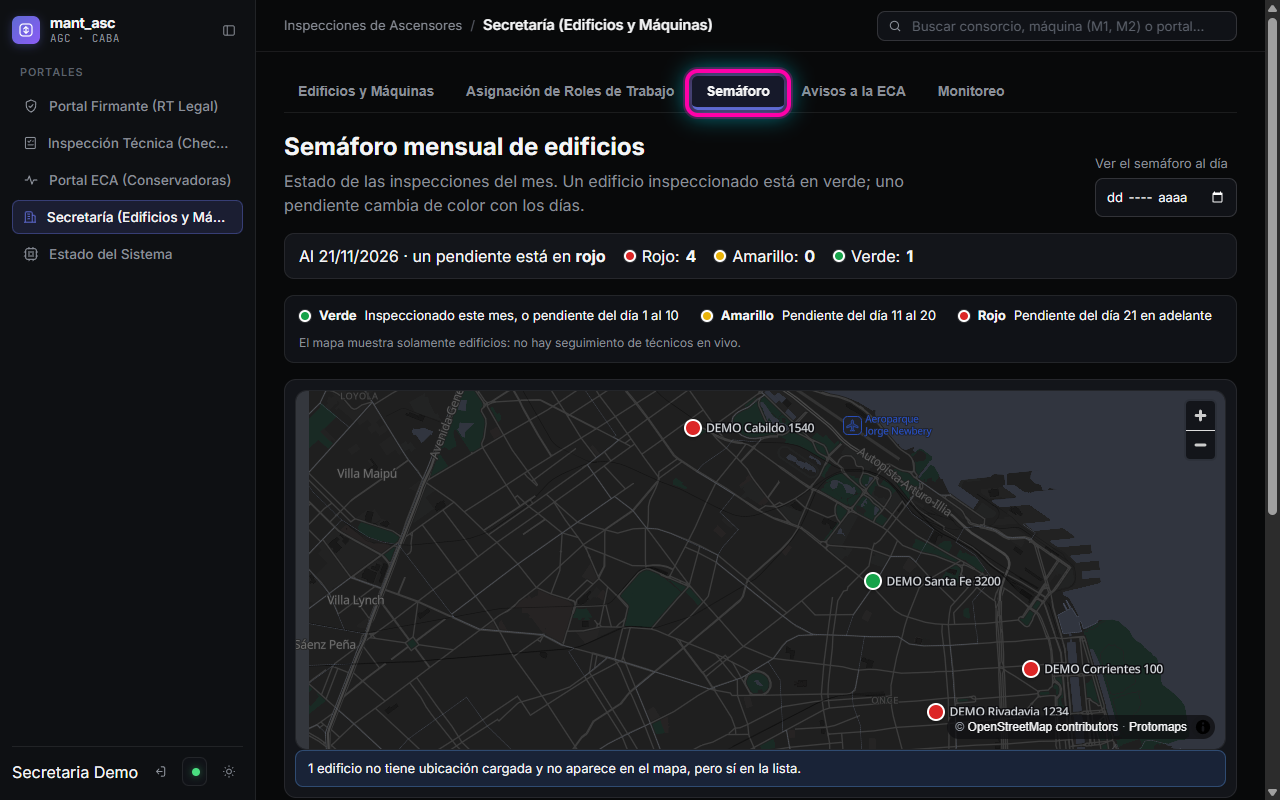 mant_asc
AGC · CABA
PORTALES
Portal Firmante (RT Legal)
Inspección Técnica (Chec...
Portal ECA (Conservadoras)
Secretaría (Edificios y Má...
Estado del Sistema
Secretaria Demo
Inspecciones de Ascensores / Secretaría (Edificios y Máquinas)
Buscar consorcio, máquina (M1, M2) o portal...
Edificios y Máquinas
Asignación de Roles de Trabajo
Semáforo
Avisos a la ECA
Monitoreo
Semáforo mensual de edificios
Estado de las inspecciones del mes. Un edificio inspeccionado está en verde; uno
pendiente cambia de color con los días.
Ver el semáforo al día
dd ---- aaaa
Al 21/11/2026 · un pendiente está en rojo Rojo: 4 Amarillo: 0 Verde: 1
Verde Inspeccionado este mes, o pendiente del día 1 al 10 Amarillo Pendiente del día 11 al 20 Rojo Pendiente del día 21 en adelante
El mapa muestra solamente edificios: no hay seguimiento de técnicos en vivo.
LOYOLA
Avenida Gene
DEMO Cabildo 1540
Aeroparque
Jorge Newbery
+
−
Villa Maipú
Autopista Arturo Illia
DEMO Santa Fe 3200
Villa Lynch
Sáenz Peña
DEMO Corrientes 100
ONCE
DEMO Rivadavia 1234
© OpenStreetMap contributors · Protomaps
1 edificio no tiene ubicación cargada y no aparece en el mapa, pero sí en la lista.